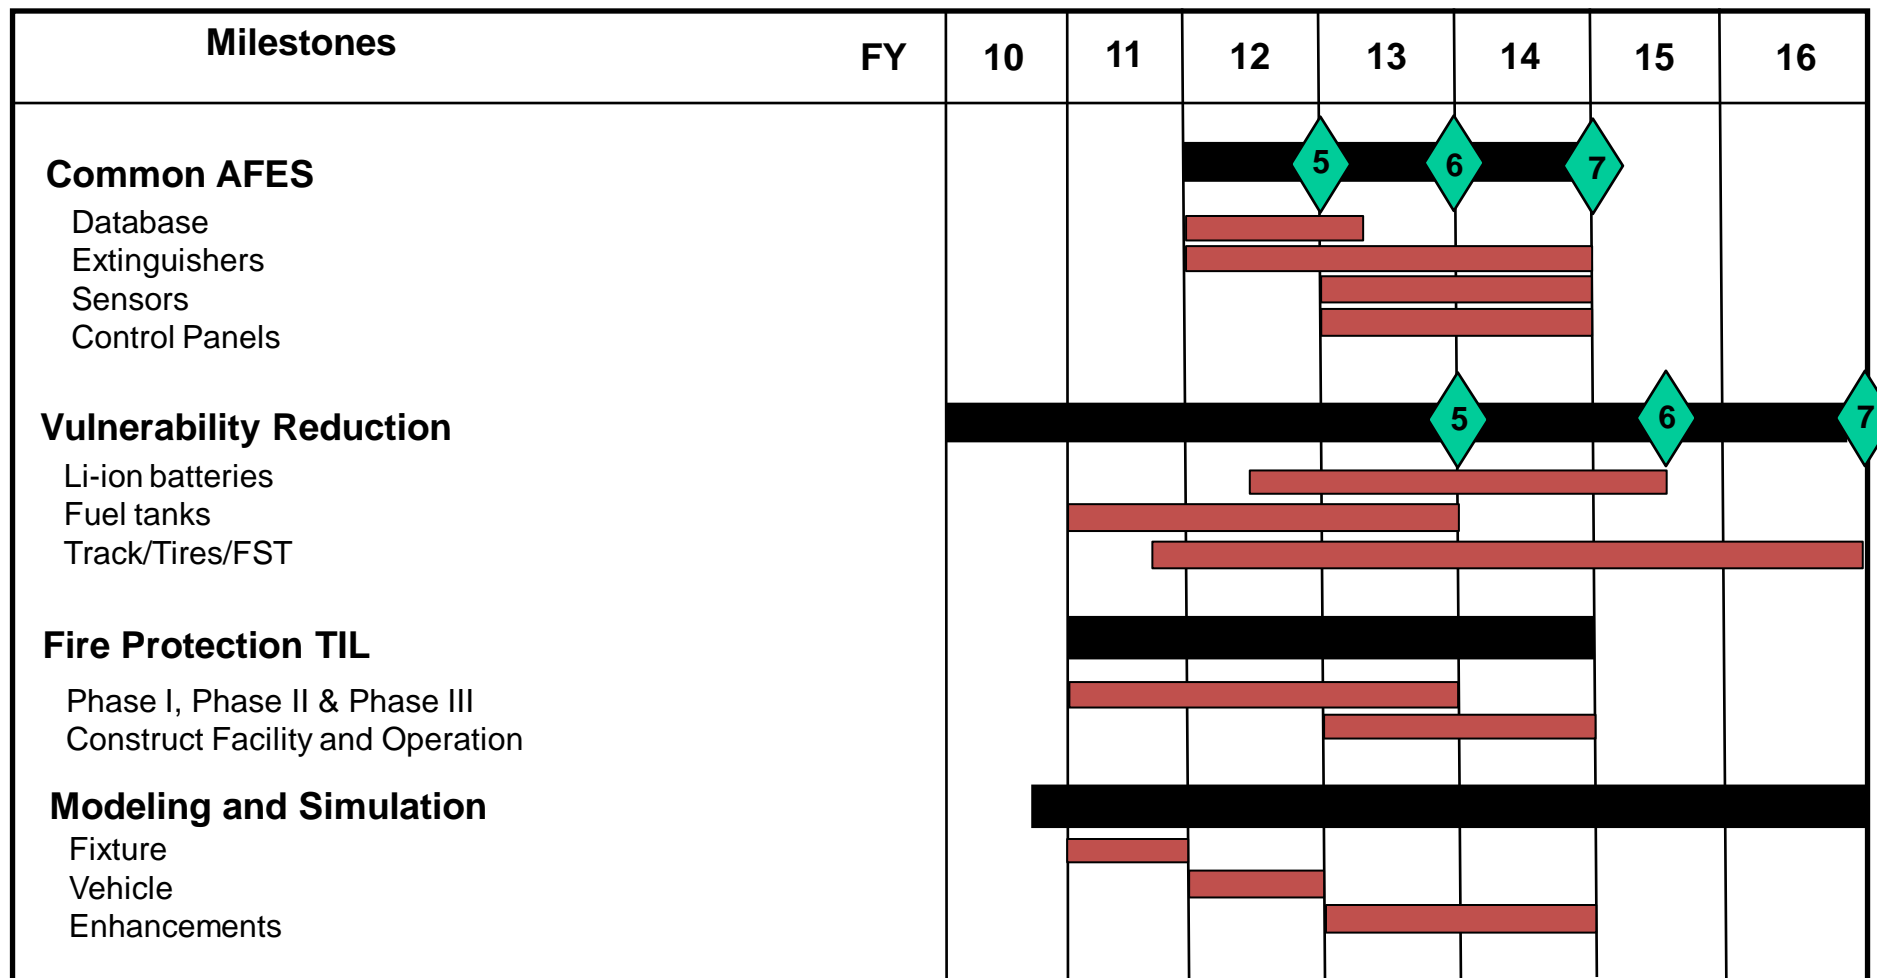 Milestones FY 10 11 12 13 14 15 16
Common AFES 5 6 7
Database
Extinguishers
Sensors
Control Panels
Vulnerability Reduction 5 6 7
Li-ion batteries
Fuel tanks
Track/Tires/FST
Fire Protection TIL
Phase I, Phase II & Phase III
Construct Facility and Operation
Modeling and Simulation
Fixture
Vehicle
Enhancements